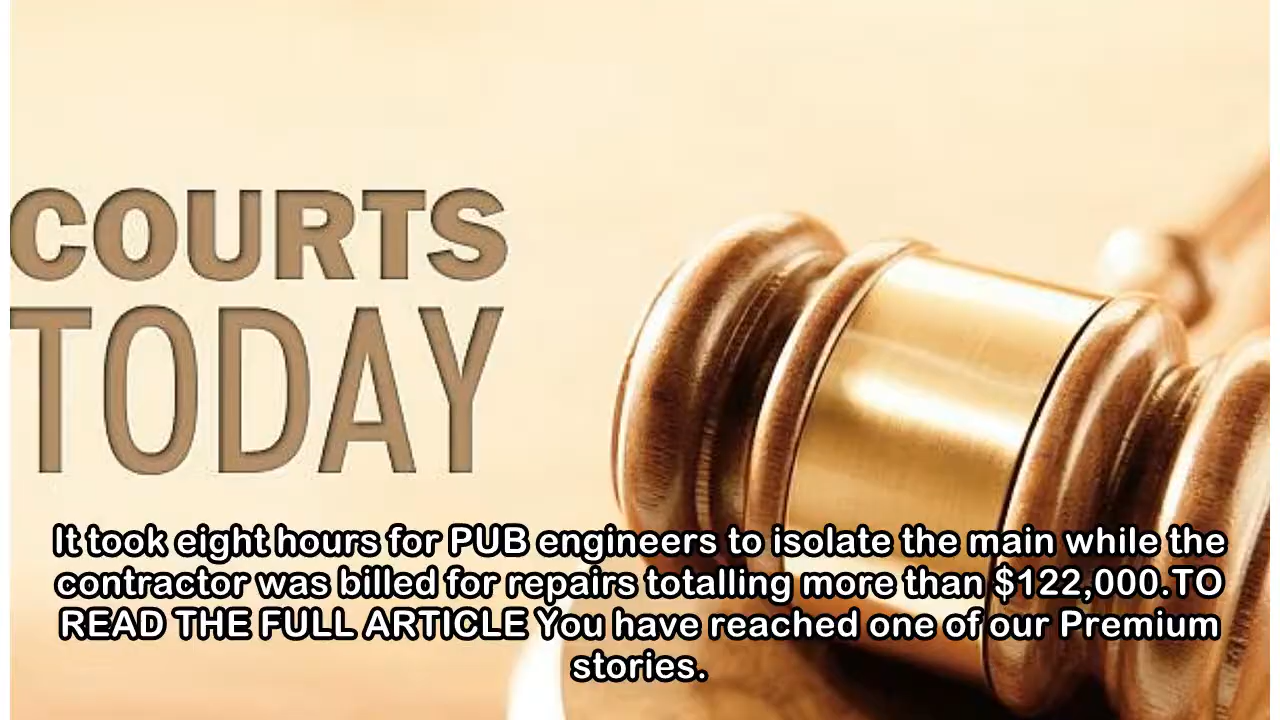 COURTS
TODAY
It took eight hours for PUB engineers to isolate the main while the
contractor was billed for repairs totalling more than $122,000.TO
READ THE FULL ARTICLE You have reached one of our Premium
stories.